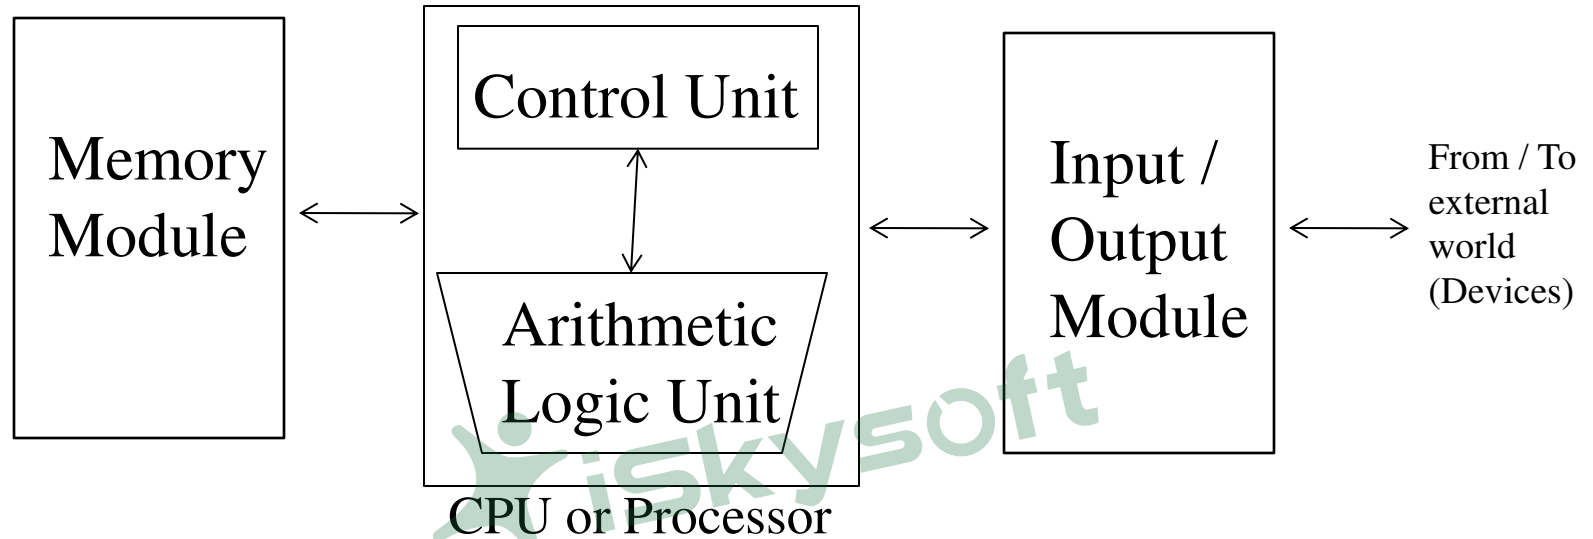 Memory
Module
Control Unit
Arithmetic
Logic Unit
CPU or Processor
Input /
Output
Module
From / To
external
world
(Devices)
iSkysoft